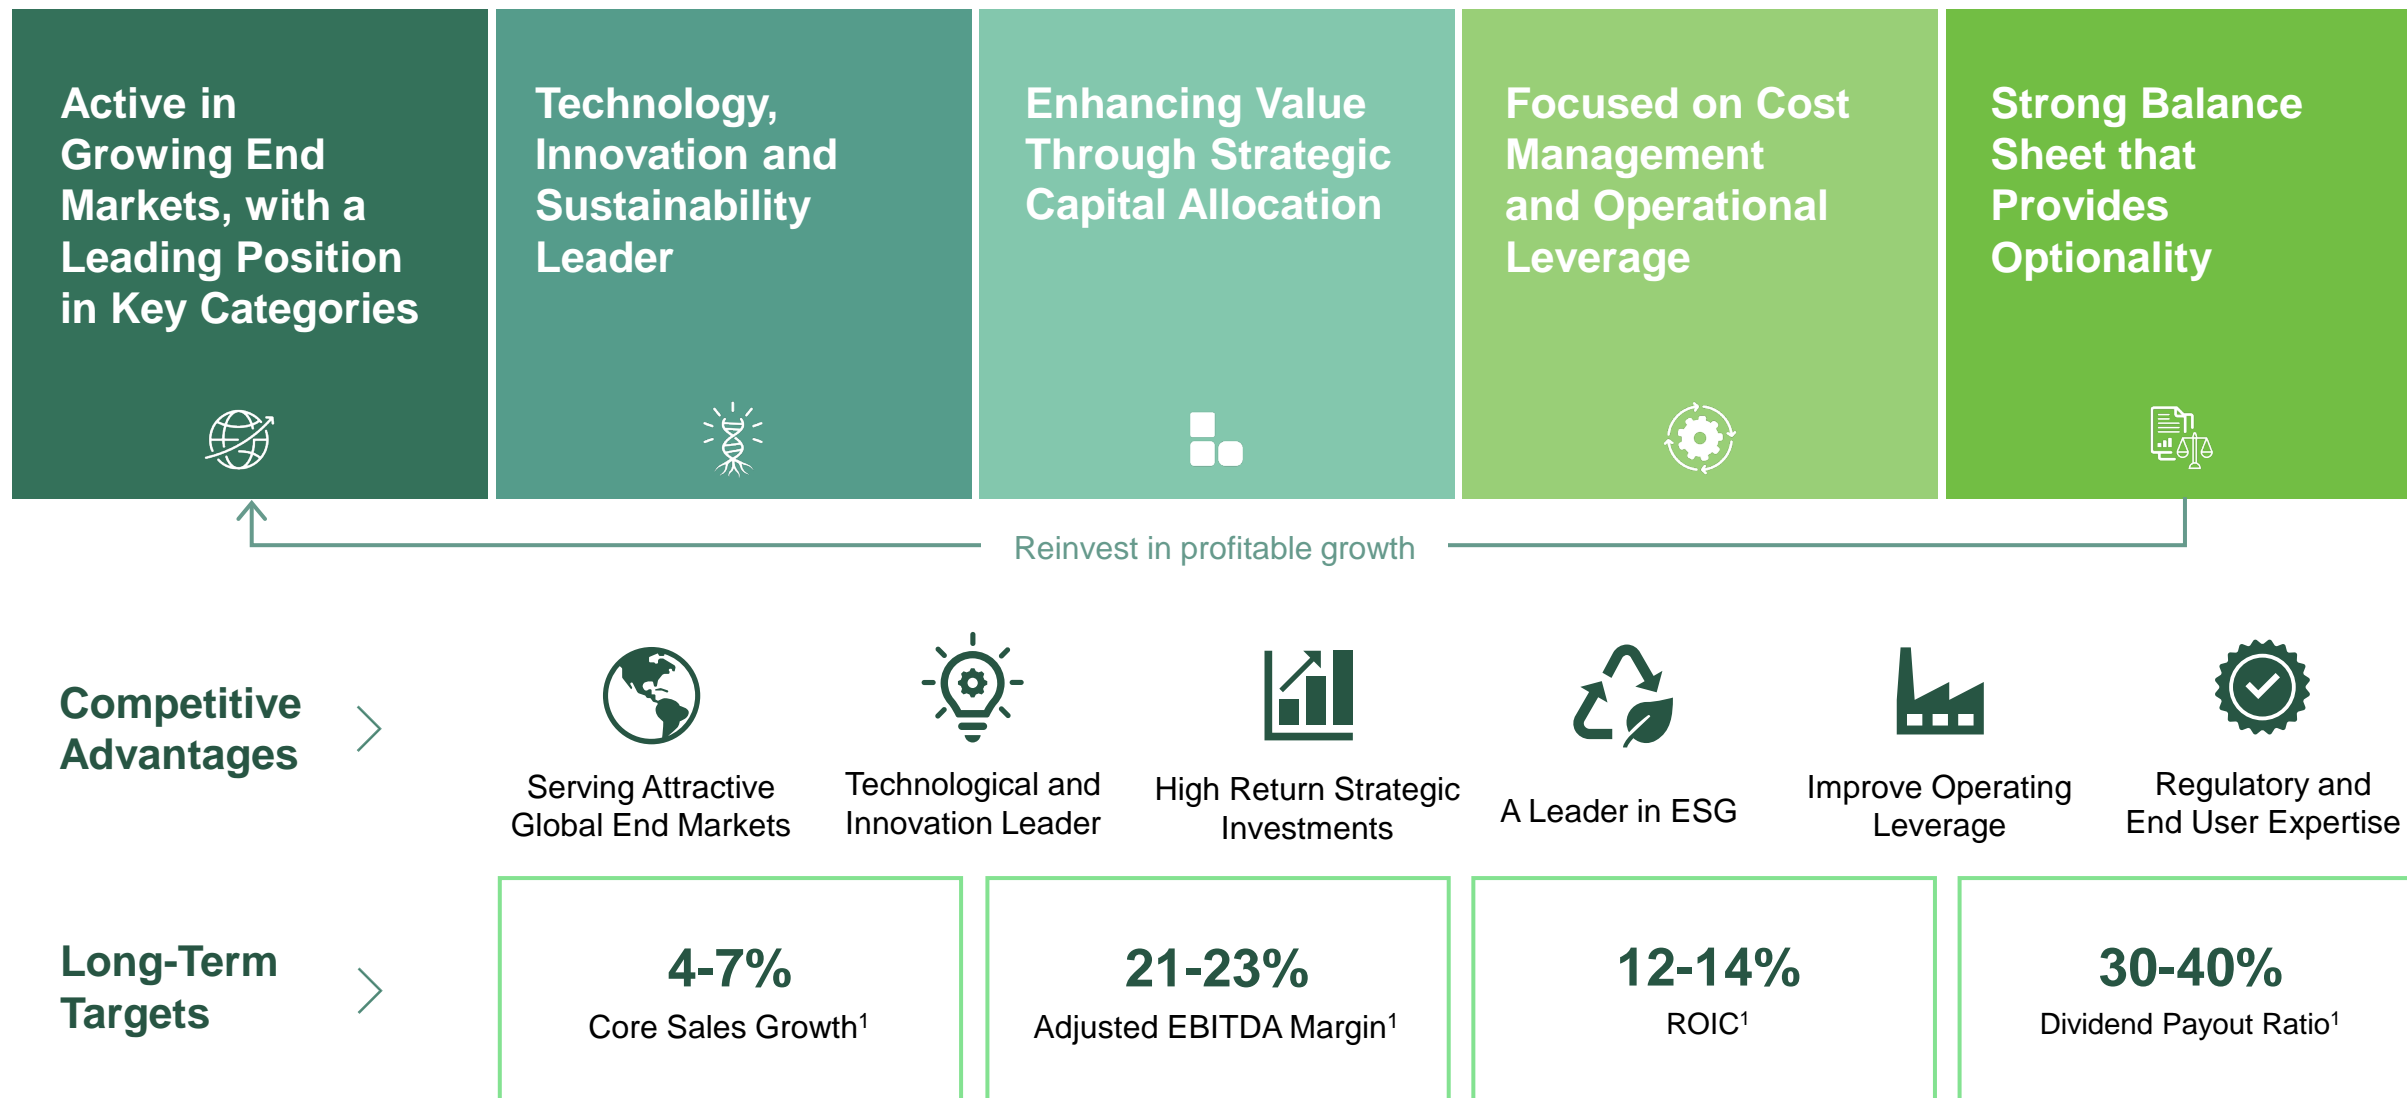 Active in
Growing End
Markets, with a
Leading Position
in Key Categories
Technology,
Innovation and
Sustainability
Leader
Enhancing Value
Through Strategic
Capital Allocation
Focused on Cost
Management
and Operational
Leverage
Strong Balance
Sheet that
Provides
Optionality
Reinvest in profitable growth
Competitive
Advantages
Serving Attractive
Global End Markets
Technological and
Innovation Leader
High Return Strategic
Investments
A Leader in ESG
Improve Operating
Leverage
Regulatory and
End User Expertise
Long-Term
Targets
4-7%
Core Sales Growth¹
21-23%
Adjusted EBITDA Margin¹
12-14%
ROIC¹
30-40%
Dividend Payout Ratio¹